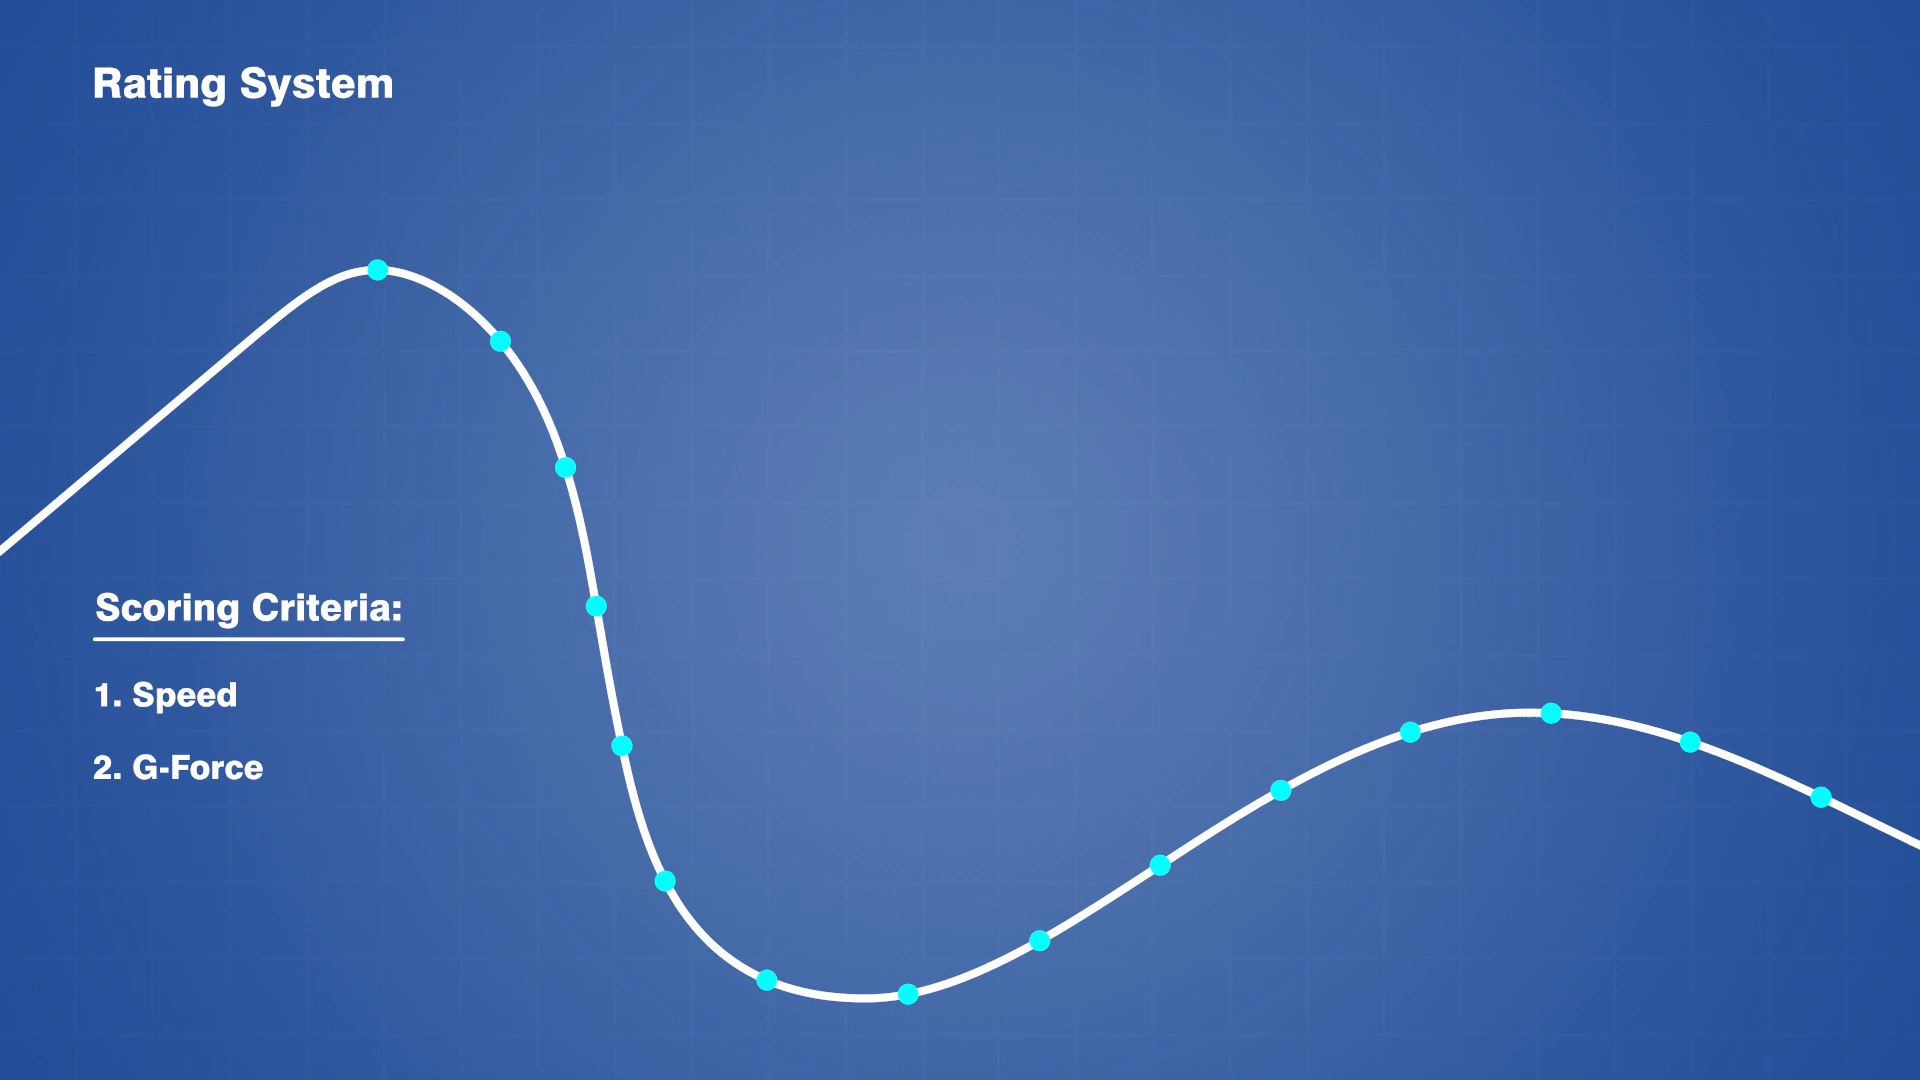 Rating System
Scoring Criteria:
1. Speed
2. G-Force